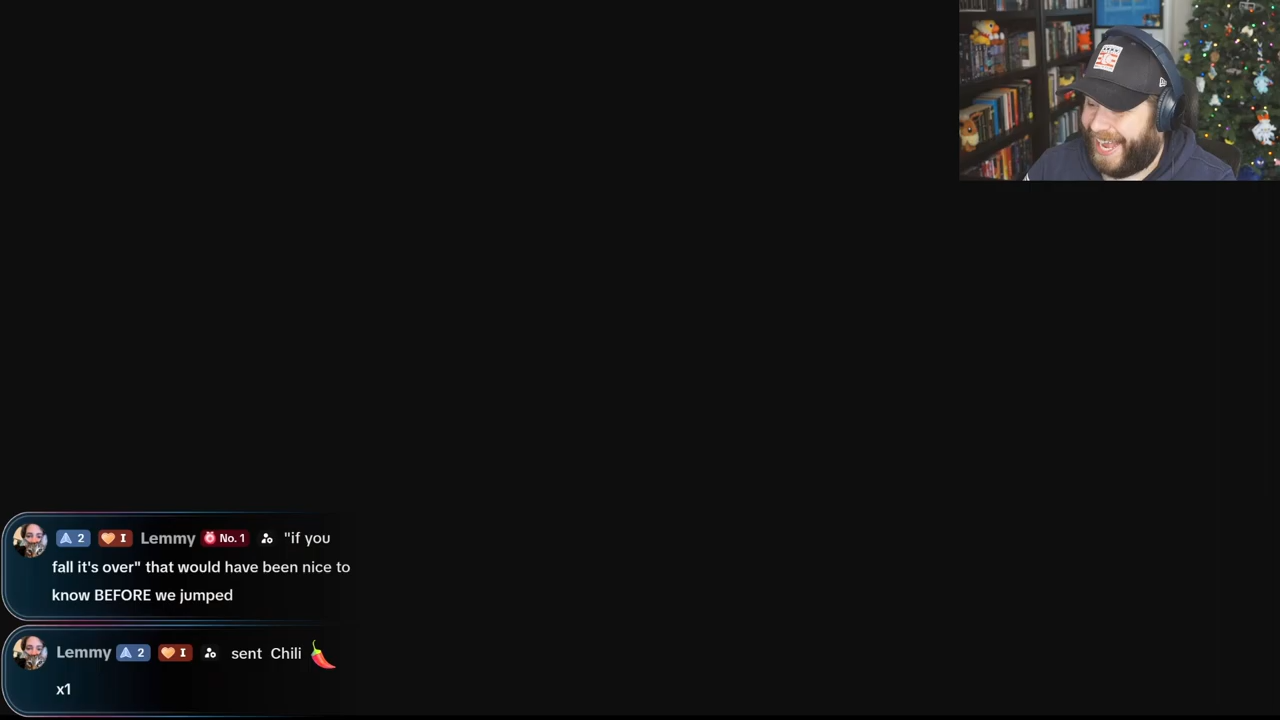 2 I Lemmy No. 1 "if you
fall it's over" that would have been nice to
know BEFORE we jumped
Lemmy 2 I sent Chili
x1